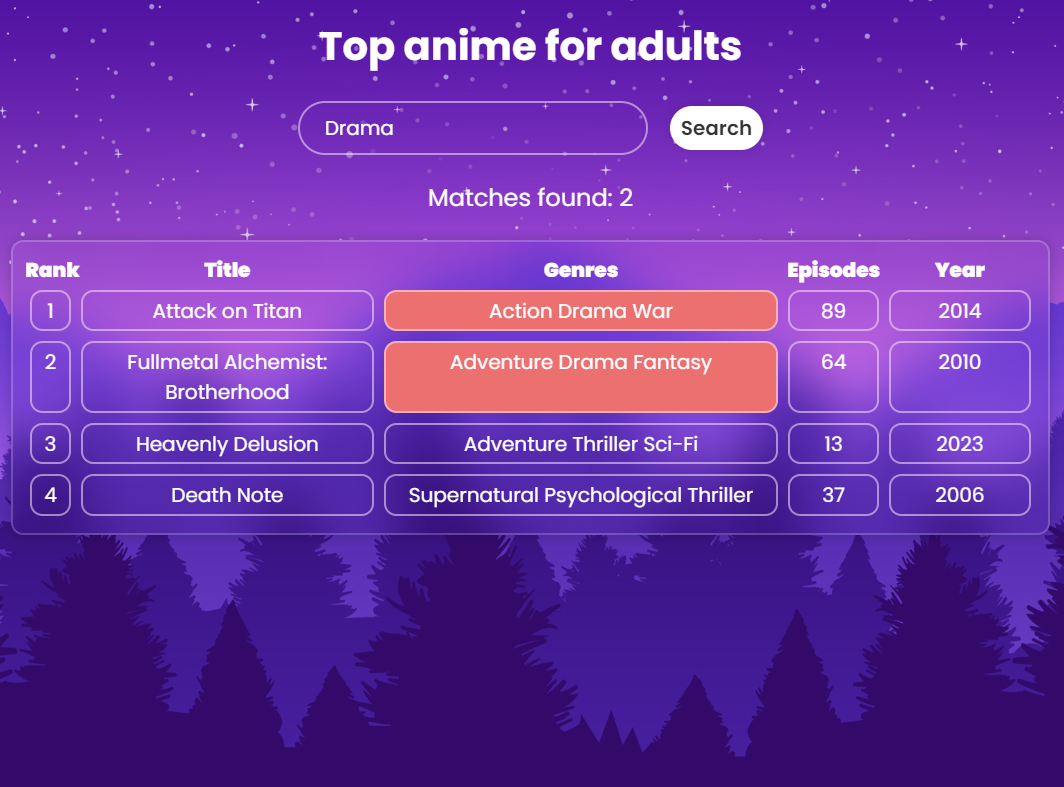 Top anime for adults
Drama
Search
Matches found: 2
Rank Title Genres Episodes Year
1 Attack on Titan Action Drama War 89 2014
2 Fullmetal Alchemist: Adventure Drama Fantasy 64 2010
Brotherhood
3 Heavenly Delusion Adventure Thriller Sci-Fi 13 2023
4 Death Note Supernatural Psychological Thriller 37 2006